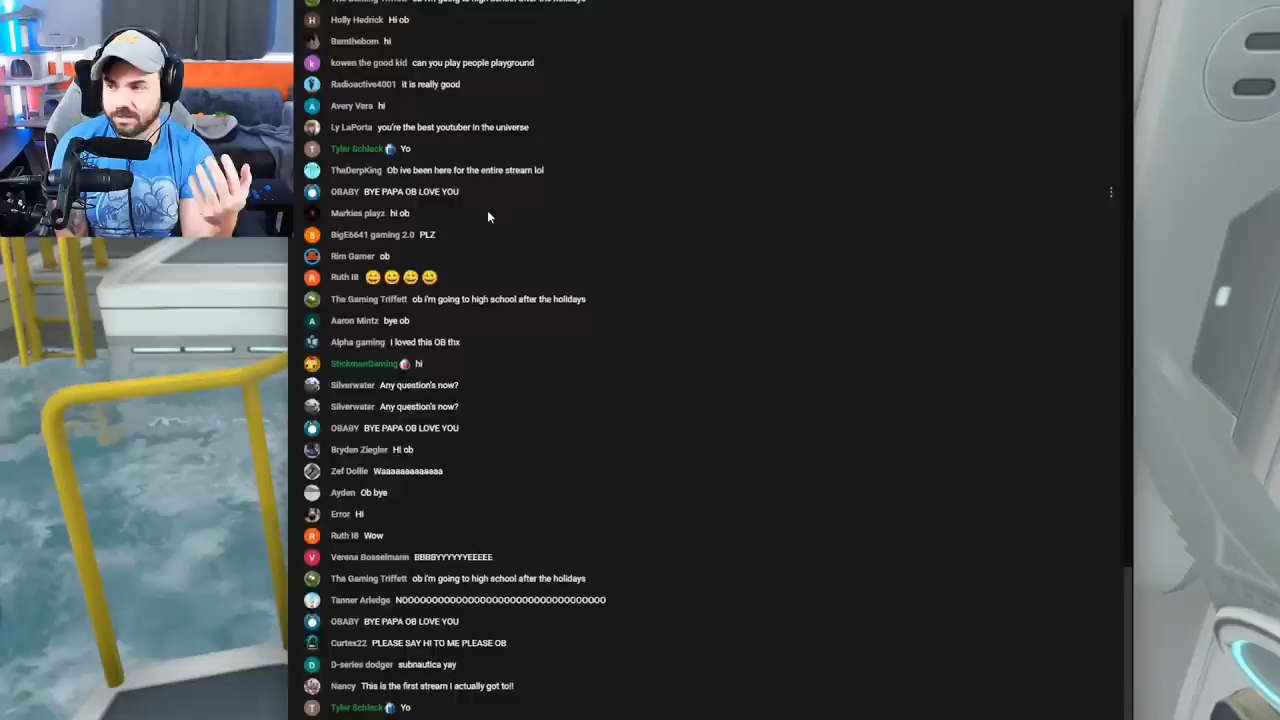 Holly Hedrick Hi ob
Bamthebom hi
kowen the good kid can you play people playground
Radioactive4001 it is really good
Avery Vera hi
Ly LaPorta you're the best youtuber in the universe
Tyler Schlack Yo
TheDerpKing Ob ive been here for the entire stream lol
OBABY BYE PAPA OB LOVE YOU
Markies playz hi ob
BigE6641 gaming 2.0 PLZ
Rim Gamer ob
Ruth I8 😄😄😄😄
The Gaming Triffett ob i'm going to high school after the holidays
Aaron Mintz bye ob
Alpha gaming I loved this OB thx
StickmanGaming hi
Silverwater Any question's now?
Silverwater Any question's now?
OBABY BYE PAPA OB LOVE YOU
Bryden Ziegler Hi ob
Zef Dollie Waaaaaaaaaaaaa
Ayden Ob bye
Error Hi
Ruth I8 Wow
Verena Bosselmann BBBBYYYYYYEEEEE
The Gaming Triffett ob i'm going to high school after the holidays
Tanner Arledge NOOOOOOOOOOOOOOOOOOOOOOOOOOOOOOOOOO
OBABY BYE PAPA OB LOVE YOU
Curtex22 PLEASE SAY HI TO ME PLEASE OB
D-series dodger subnautica yay
Nancy This is the first stream I actually got to!!
Tyler Schlack Yo